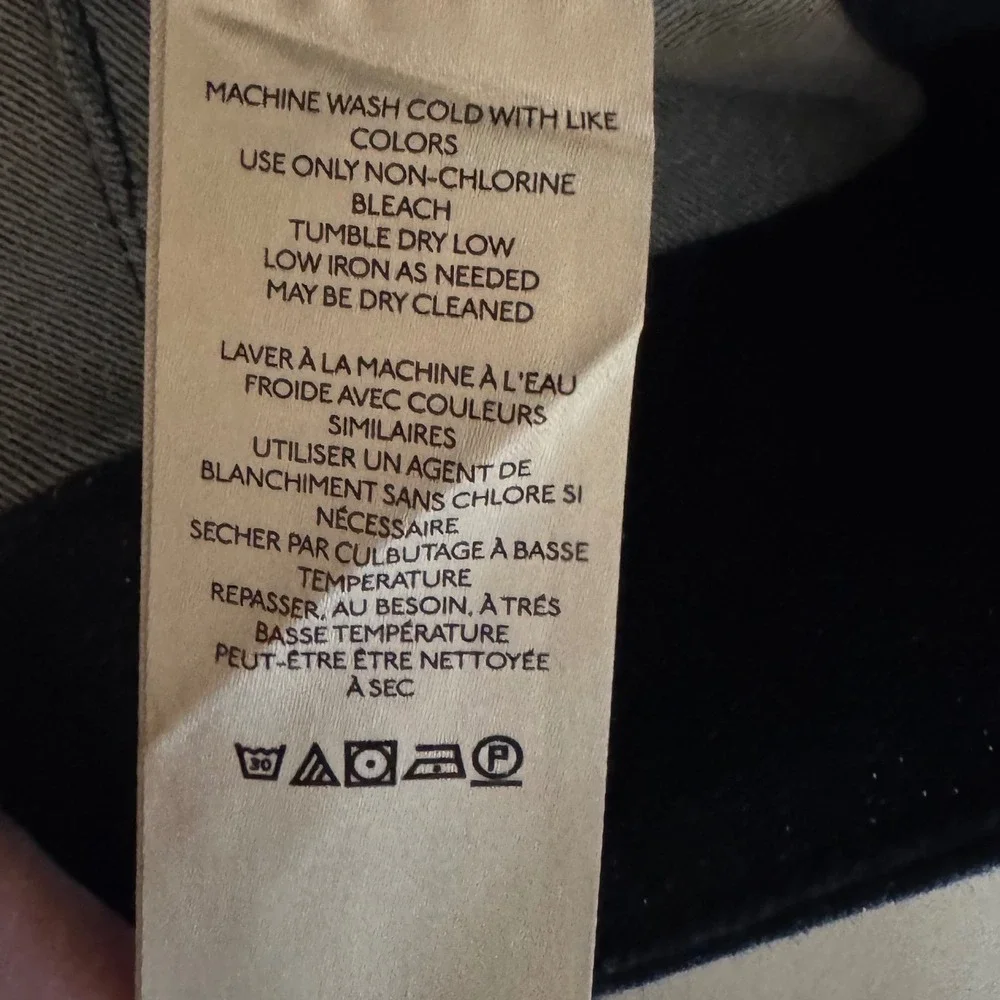 MACHINE WASH COLD WITH LIKE
COLORS
USE ONLY NON-CHLORINE
BLEACH
TUMBLE DRY LOW
LOW IRON AS NEEDED
MAY BE DRY CLEANED
LAVER À LA MACHINE À L'EAU
FROIDE AVEC COULEURS
SIMILAIRES
UTILISER UN AGENT DE
BLANCHIMENT SANS CHLORE SI
NÉCESSAIRE
SECHER PAR CULBUTAGE À BASSE
TEMPERATURE
REPASSER, AU BESOIN, À TRÉS
BASSE TEMPÉRATURE
PEUT-ÊTRE ÊTRE NETTOYÉE
À SEC
30 P